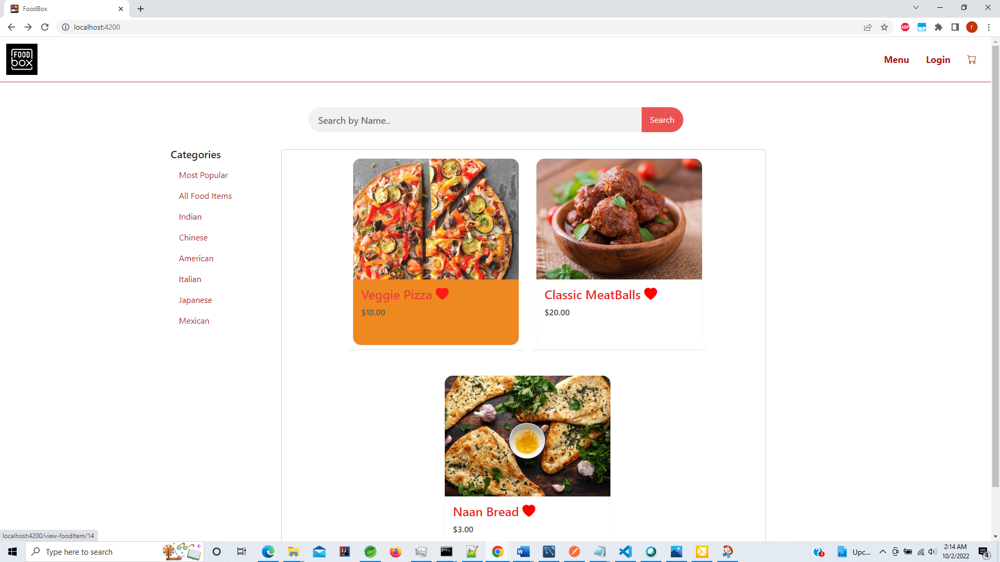 FoodBox
localhost:4200
ABP
r
FOOD
box
Menu
Login
Search by Name..
Search
Categories
Most Popular
All Food Items
Indian
Chinese
American
Italian
Japanese
Mexican
Veggie Pizza
$10.00
Classic MeatBalls
$20.00
Naan Bread
$3.00
localhost:4200/view-foodItem/14
Type here to search
Upc...
2:14 AM
10/2/2022
4